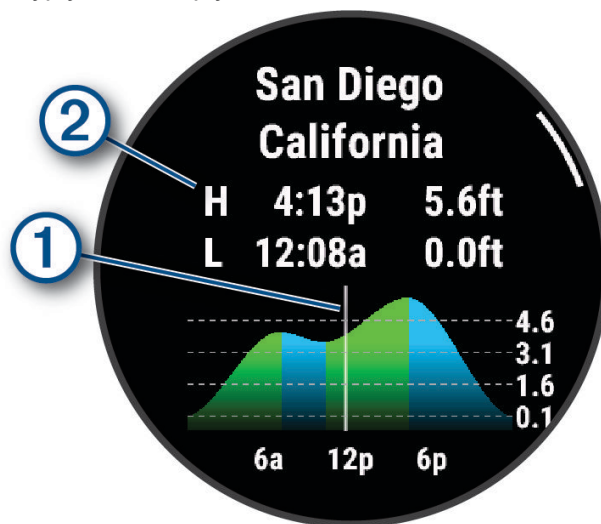 San Diego
California
2
H 4:13p 5.6ft
1
L 12:08a 0.0ft
4.6
3.1
1.6
0.1
6a 12p 6p